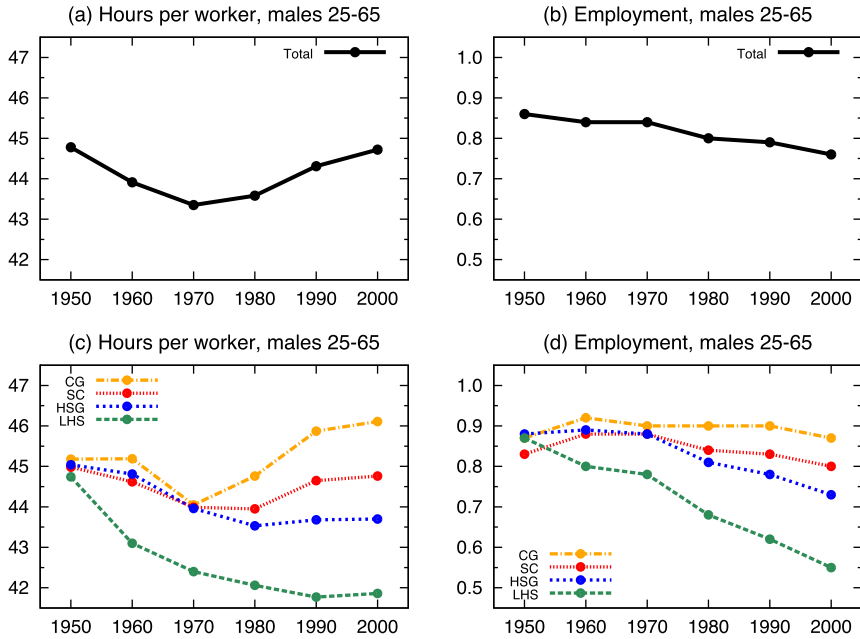 (a) Hours per worker, males 25-65
47
46
45
44
43
42
Total
1950 1960 1970 1980 1990 2000
(b) Employment, males 25-65
1.0
0.9
0.8
0.7
0.6
0.5
Total
1950 1960 1970 1980 1990 2000
(c) Hours per worker, males 25-65
47
46
45
44
43
42
CG
SC
HSG
LHS
1950 1960 1970 1980 1990 2000
(d) Employment, males 25-65
1.0
0.9
0.8
0.7
0.6
0.5
CG
SC
HSG
LHS
1950 1960 1970 1980 1990 2000